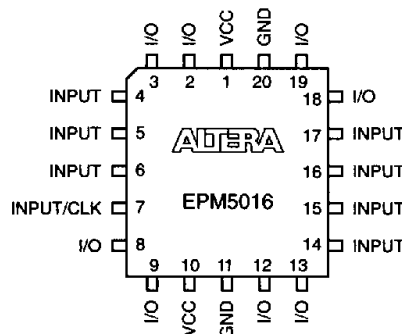 I/O I/O VCC GND I/O
3 2 1 20 19
INPUT 4 18 I/O
INPUT 5 17 INPUT
ALTERA
INPUT 6 16 INPUT
INPUT/CLK 7 EPM5016 15 INPUT
I/O 8 14 INPUT
9 10 11 12 13
I/O VCC GND I/O I/O